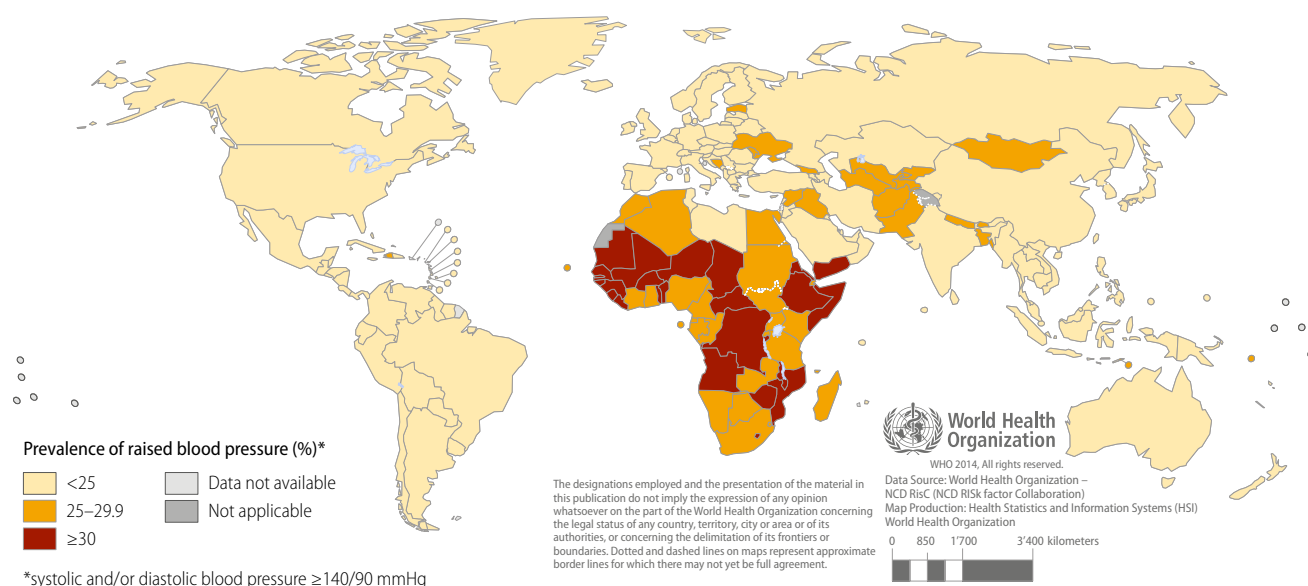 Prevalence of raised blood pressure (%)*
<25
25–29.9
≥30
Data not available
Not applicable
*systolic and/or diastolic blood pressure ≥140/90 mmHg
The designations employed and the presentation of the material in
this publication do not imply the expression of any opinion
whatsoever on the part of the World Health Organization concerning
the legal status of any country, territory, city or area or of its
authorities, or concerning the delimitation of its frontiers or
boundaries. Dotted and dashed lines on maps represent approximate
border lines for which there may not yet be full agreement.
World Health
Organization
WHO 2014, All rights reserved.
Data Source: World Health Organization –
NCD RisC (NCD RISk factor Collaboration)
Map Production: Health Statistics and Information Systems (HSI)
World Health Organization
0 850 1'700 3'400 kilometers